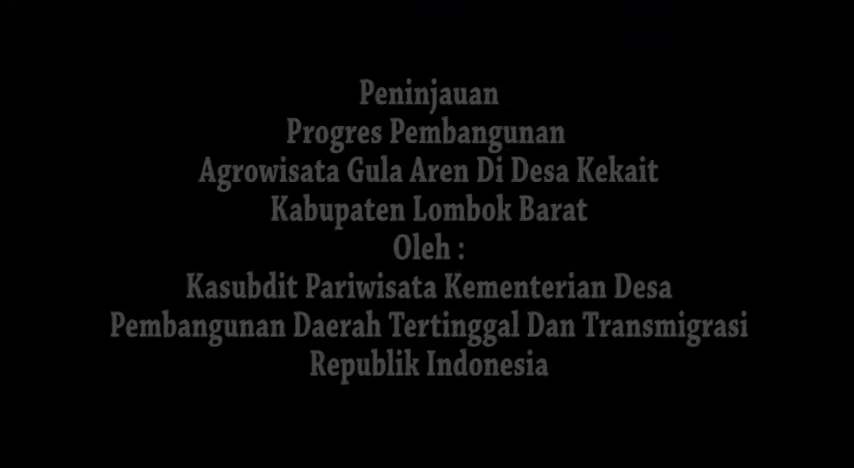 Peninjauan
Progres Pembangunan
Agrowisata Gula Aren Di Desa Kekait
Kabupaten Lombok Barat
Oleh :
Kasubdit Pariwisata Kementerian Desa
Pembangunan Daerah Tertinggal Dan Transmigrasi
Republik Indonesia